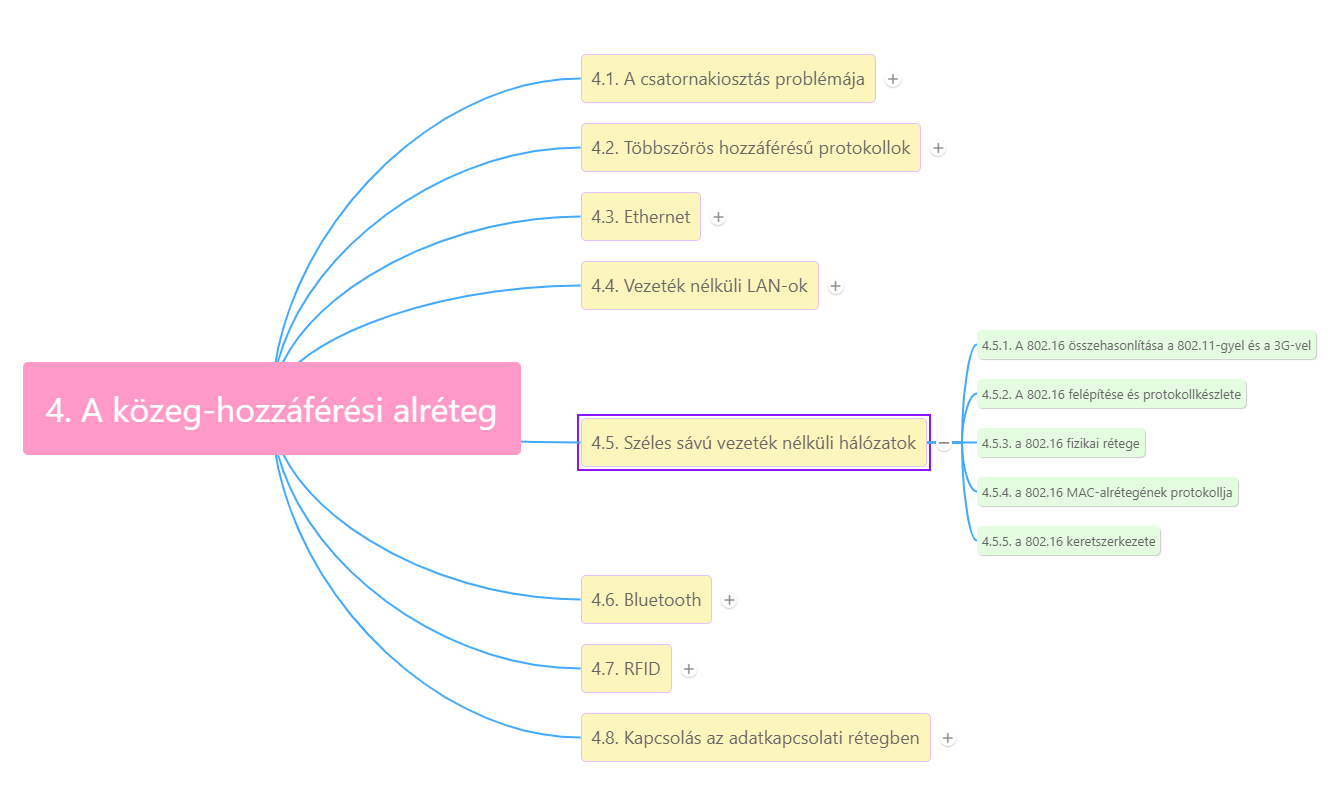 4. A közeg-hozzáférési alréteg
4.1. A csatornakiosztás problémája
4.2. Többszörös hozzáférésű protokollok
4.3. Ethernet
4.4. Vezeték nélküli LAN-ok
4.5. Széles sávú vezeték nélküli hálózatok
4.5.1. A 802.16 összehasonlítása a 802.11-gyel és a 3G-vel
4.5.2. A 802.16 felépítése és protokollkészlete
4.5.3. a 802.16 fizikai rétege
4.5.4. a 802.16 MAC-alrétegének protokollja
4.5.5. a 802.16 keretszerkezete
4.6. Bluetooth
4.7. RFID
4.8. Kapcsolás az adatkapcsolati rétegben